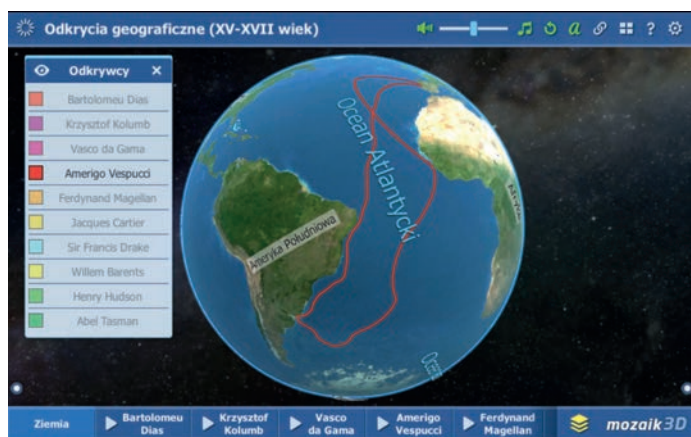 Odkrycia geograficzne (XV-XVII wiek)
a
?
Odkrywcy
Bartolomeu Dias
Krzysztof Kolumb
Vasco da Gama
Amerigo Vespucci
Ferdynand Magellan
Jacques Cartier
Sir Francis Drake
Willem Barents
Henry Hudson
Abel Tasman
Ocean Atlantycki
Ameryka Południowa
Ziemia
Bartolomeu
Dias
Krzysztof
Kolumb
Vasco
da Gama
Amerigo
Vespucci
Ferdynand
Magellan
mozaik3D